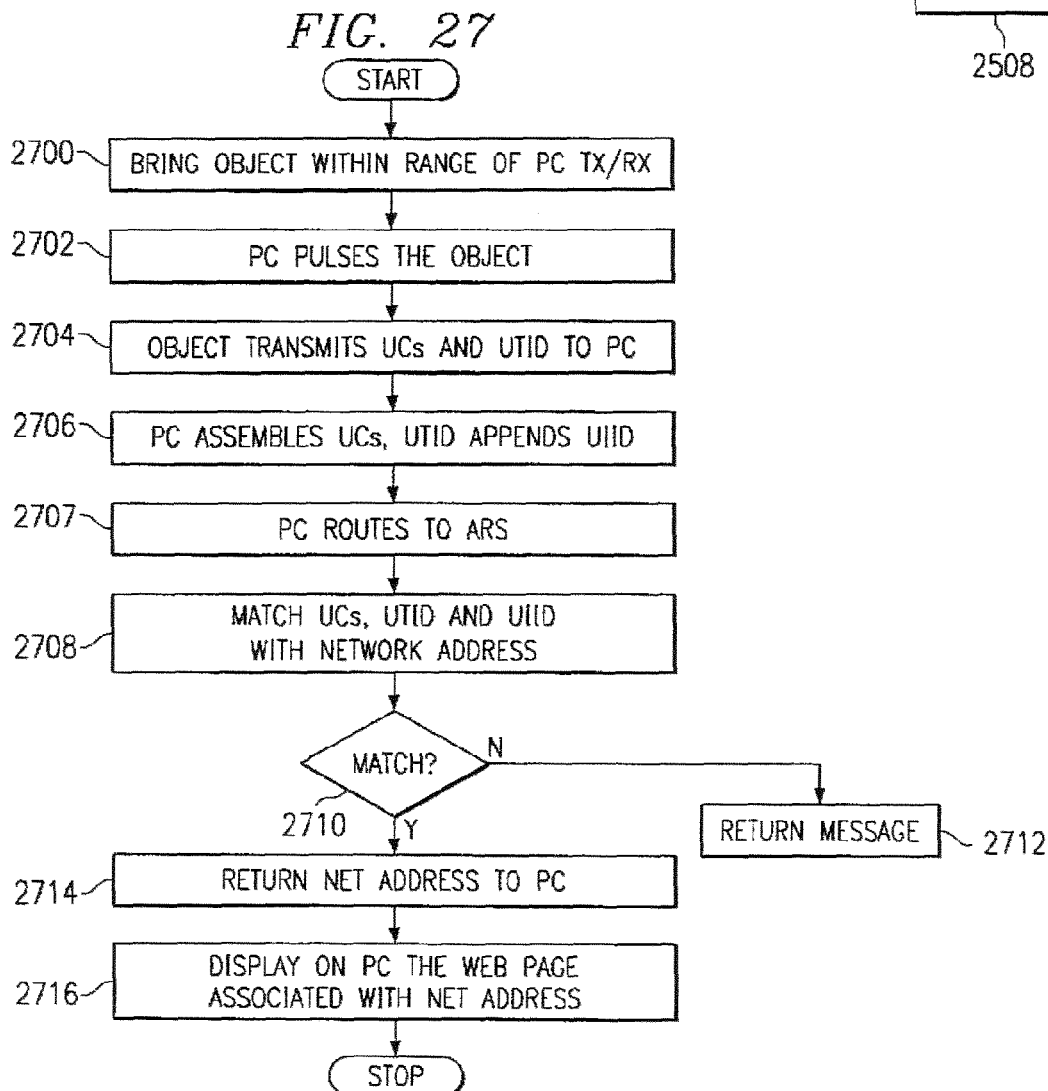 FIG. 27
2508
START
2700
BRING OBJECT WITHIN RANGE OF PC TX/RX
2702
PC PULSES THE OBJECT
2704
OBJECT TRANSMITS UCs AND UTID TO PC
2706
PC ASSEMBLES UCs, UTID APPENDS UIID
2707
PC ROUTES TO ARS
2708
MATCH UCs, UTID AND UIID
WITH NETWORK ADDRESS
MATCH?
N
2710
Y
RETURN MESSAGE
2712
2714
RETURN NET ADDRESS TO PC
2716
DISPLAY ON PC THE WEB PAGE
ASSOCIATED WITH NET ADDRESS
STOP